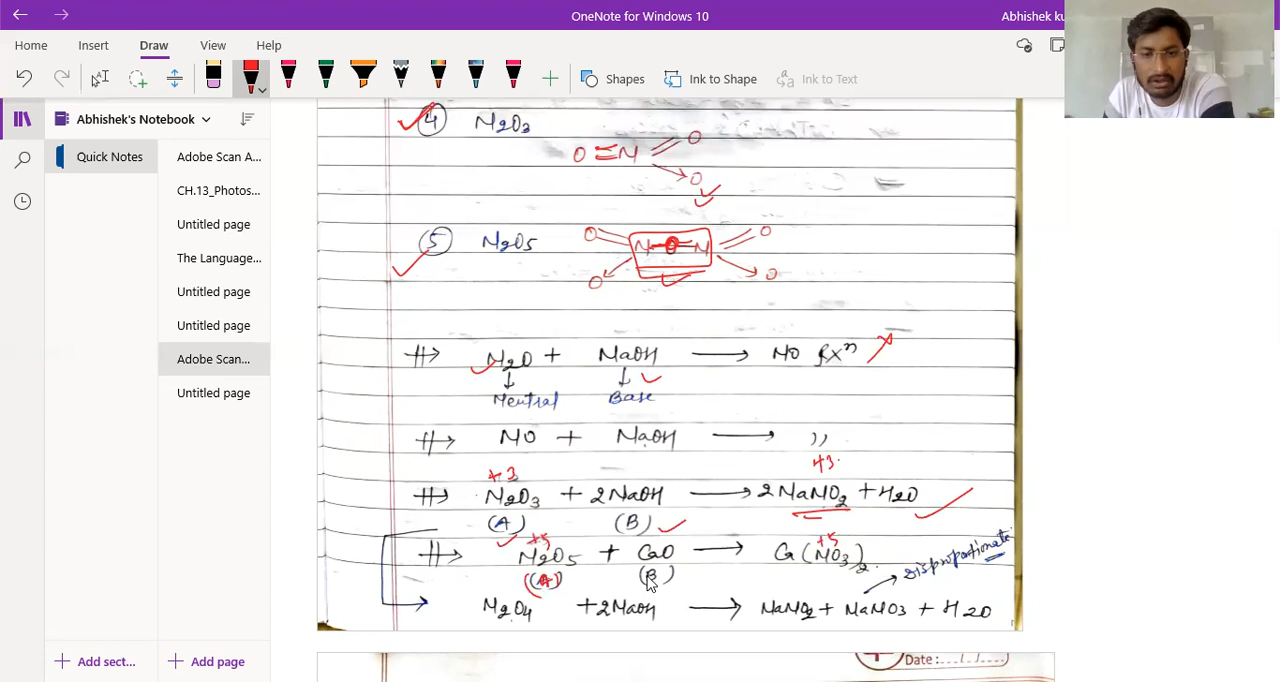 OneNote for Windows 10
Abhishek ku
Home Insert Draw View Help
Shapes Ink to Shape Ink to Text
Abhishek's Notebook
Quick Notes
Adobe Scan A...
CH.13_Photos...
Untitled page
The Language...
Untitled page
Untitled page
Adobe Scan...
Untitled page
Add sect...
Add page
4 N2O3
O = N O
O
5 N2O5 O N O N O
O O
N2O + NaOH → NO Rxn
Neutral Base
NO + NaOH → ))
+3 +3
N2O3 + 2NaOH → 2NaNO2 + H2O
(A) (B)
+5 +5
N2O5 + CaO → Ca(NO3)2
(A) (B)
Disproportionate
N2O4 + 2NaOH → NaNO2 + NaNO3 + H2O
Date: .../.../....